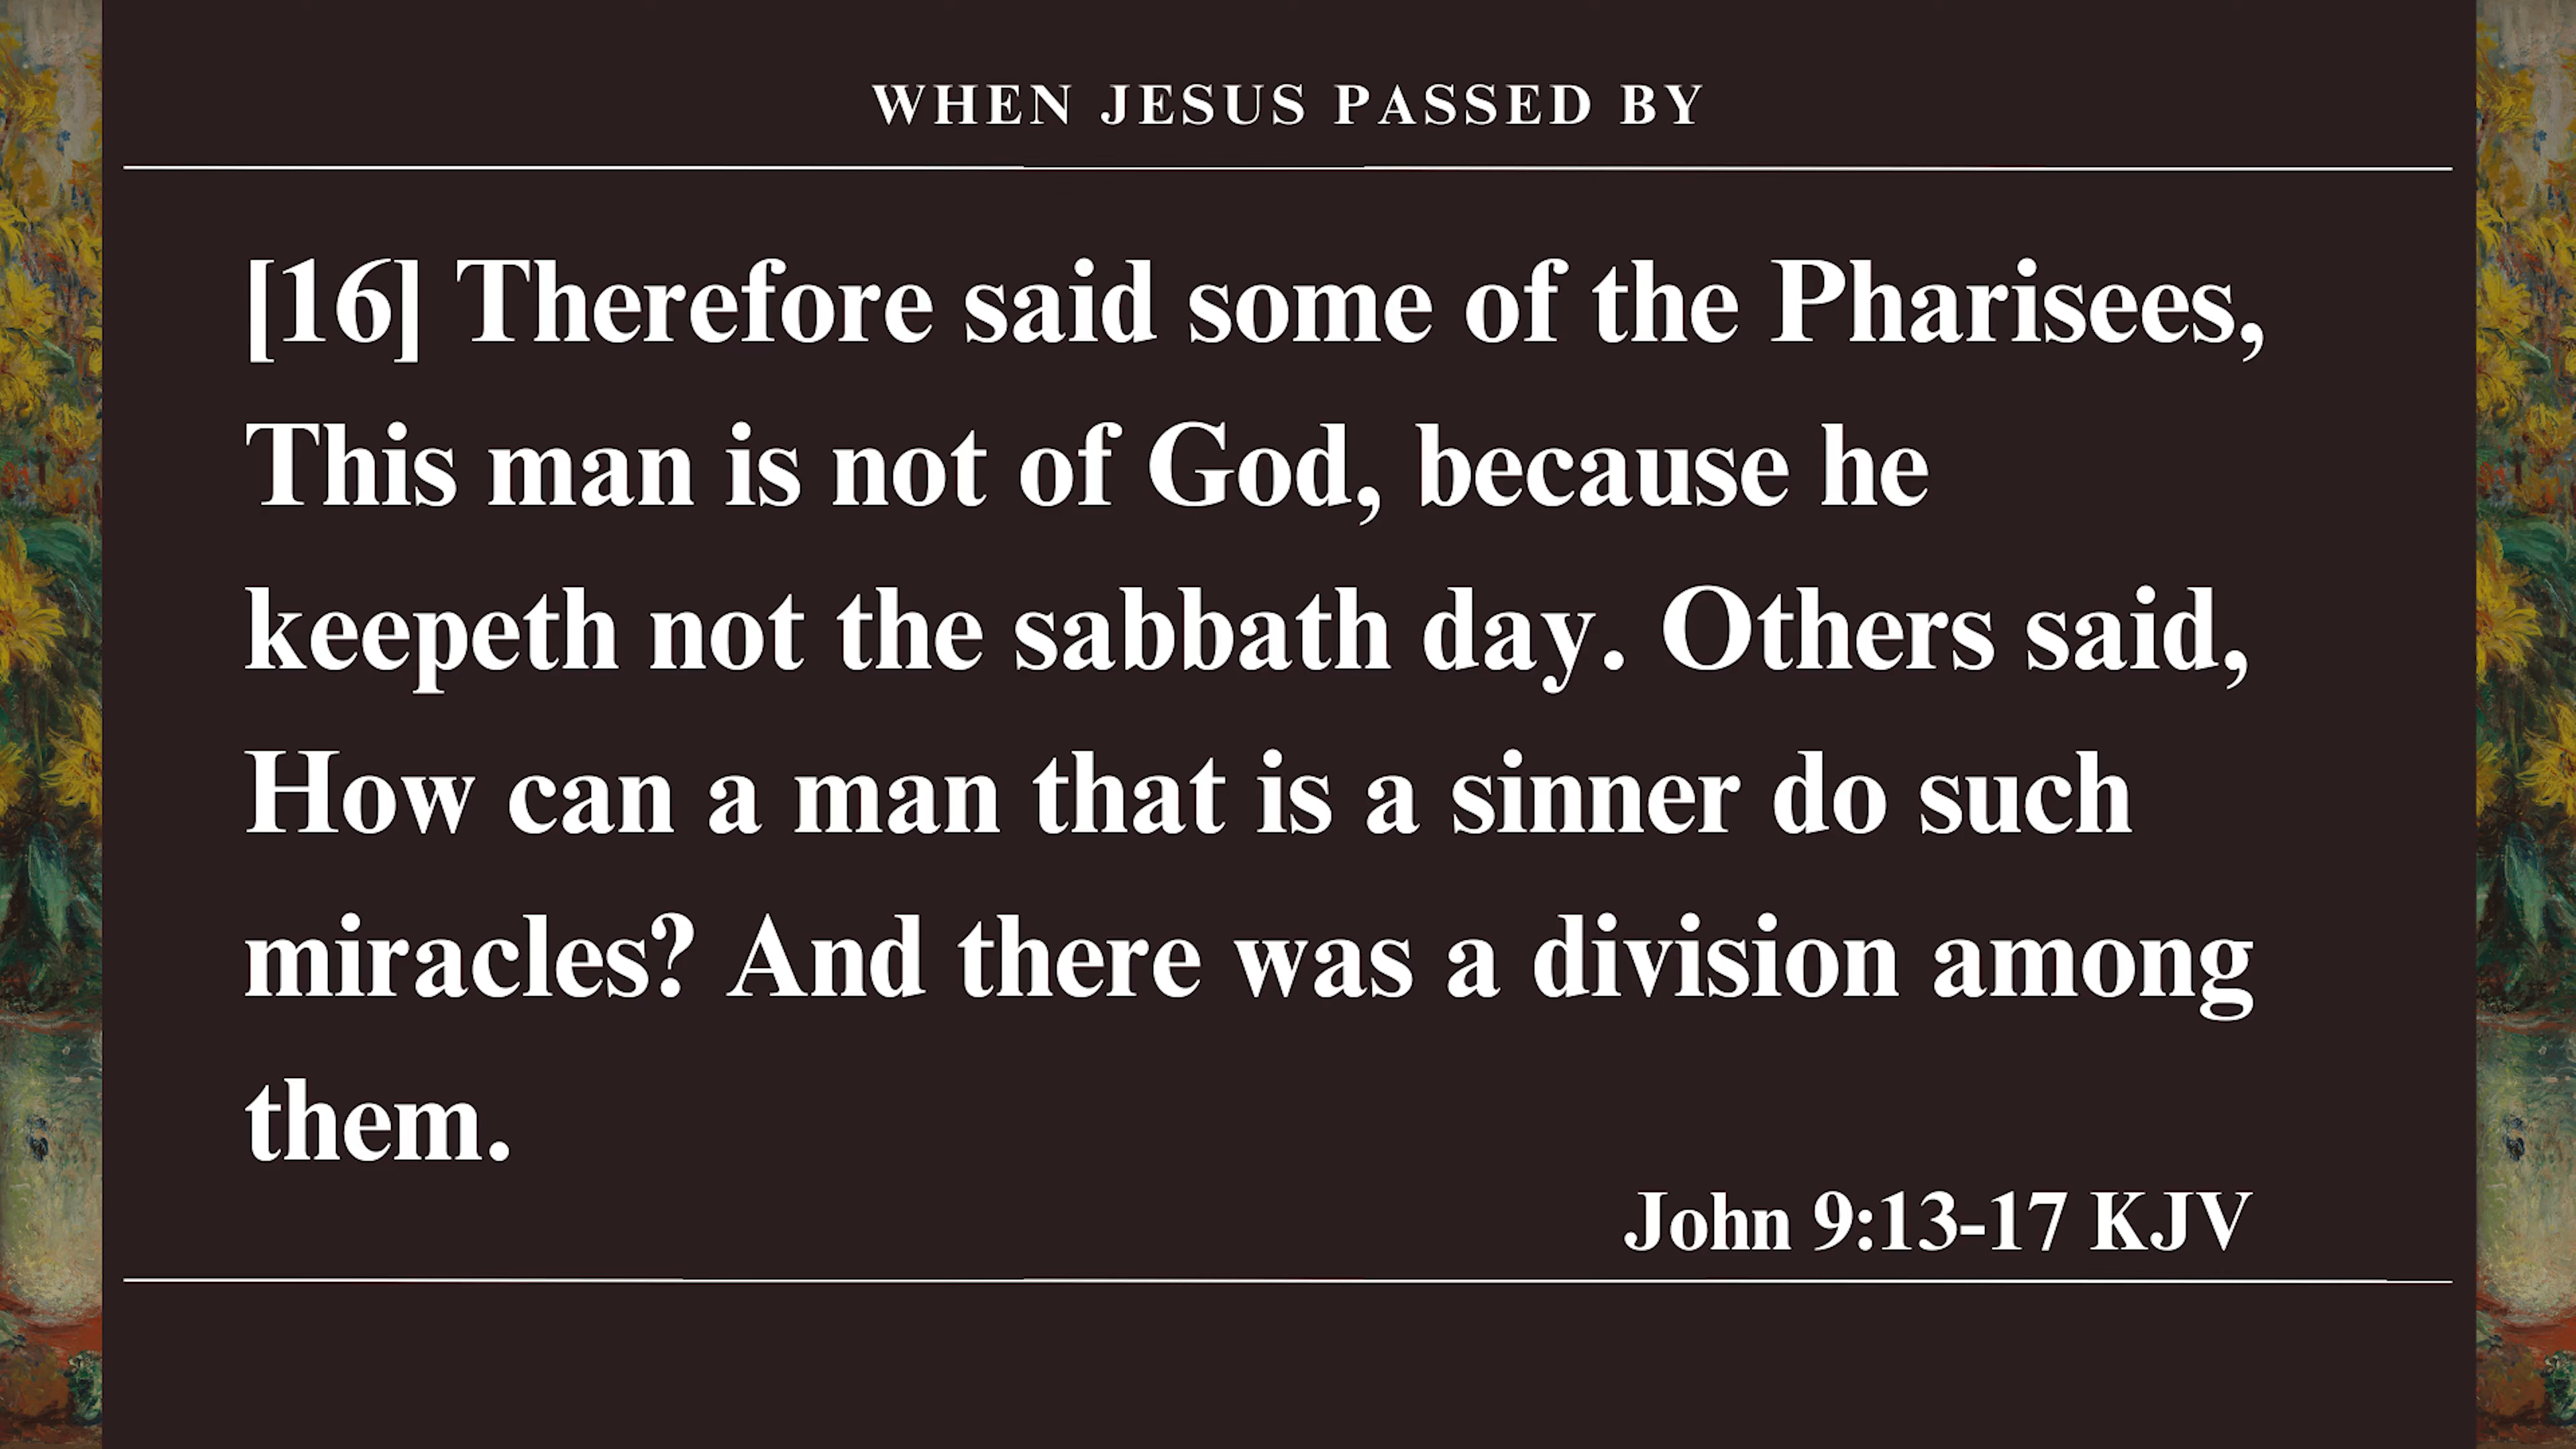 WHEN JESUS PASSED BY
[16] Therefore said some of the Pharisees,
This man is not of God, because he
keepeth not the sabbath day. Others said,
How can a man that is a sinner do such
miracles? And there was a division among
them.
John 9:13-17 KJV